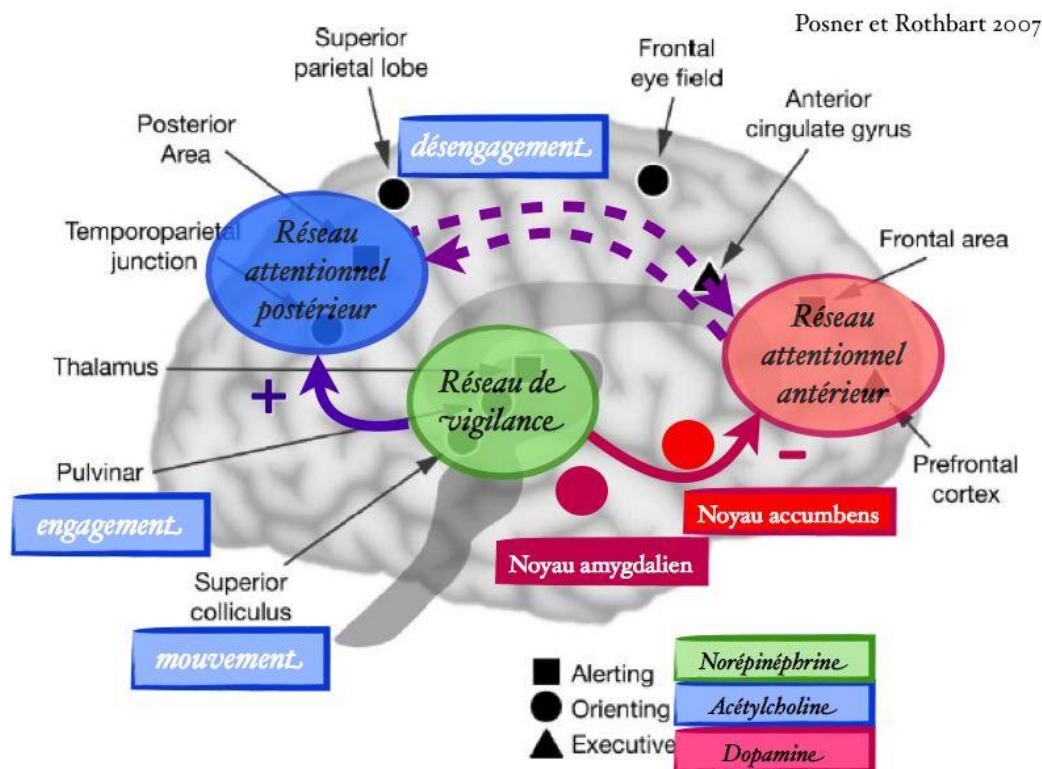 Posner et Rothbart 2007
Superior
parietal lobe
Frontal
eye field
Anterior
cingulate gyrus
Posterior
Area
désengagement
Temporoparietal
junction
Réseau
attentionnel
postérieur
Frontal area
Réseau
attentionnel
antérieur
Thalamus
Réseau de
vigilance
+
-
Pulvinar
engagement
Prefrontal
cortex
Noyau accumbens
Noyau amygdalien
Superior
colliculus
mouvement
Alerting
Orienting
Executive
Norépinéphrine
Acétylcholine
Dopamine